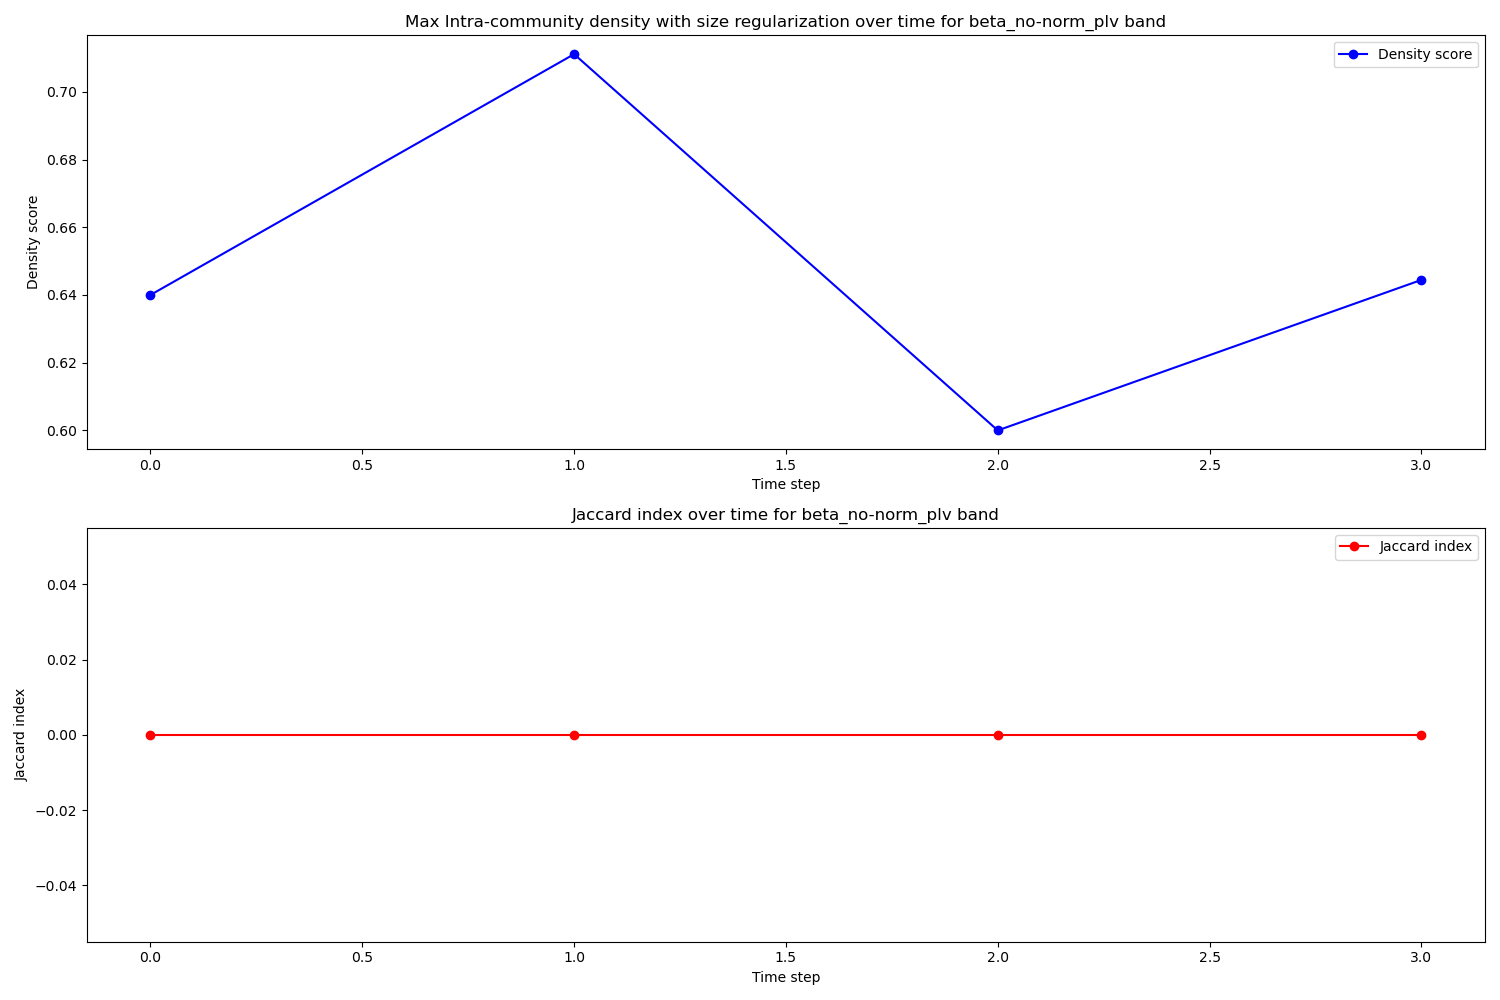 Max Intra-community density with size regularization over time for beta_no-norm_plv band
Density score
0.70
0.68
0.66
0.64
0.62
0.60
Density score
0.0 0.5 1.0 1.5 2.0 2.5 3.0
Time step
Jaccard index over time for beta_no-norm_plv band
Jaccard index
0.04
0.02
0.00
−0.02
−0.04
Jaccard index
0.0 0.5 1.0 1.5 2.0 2.5 3.0
Time step